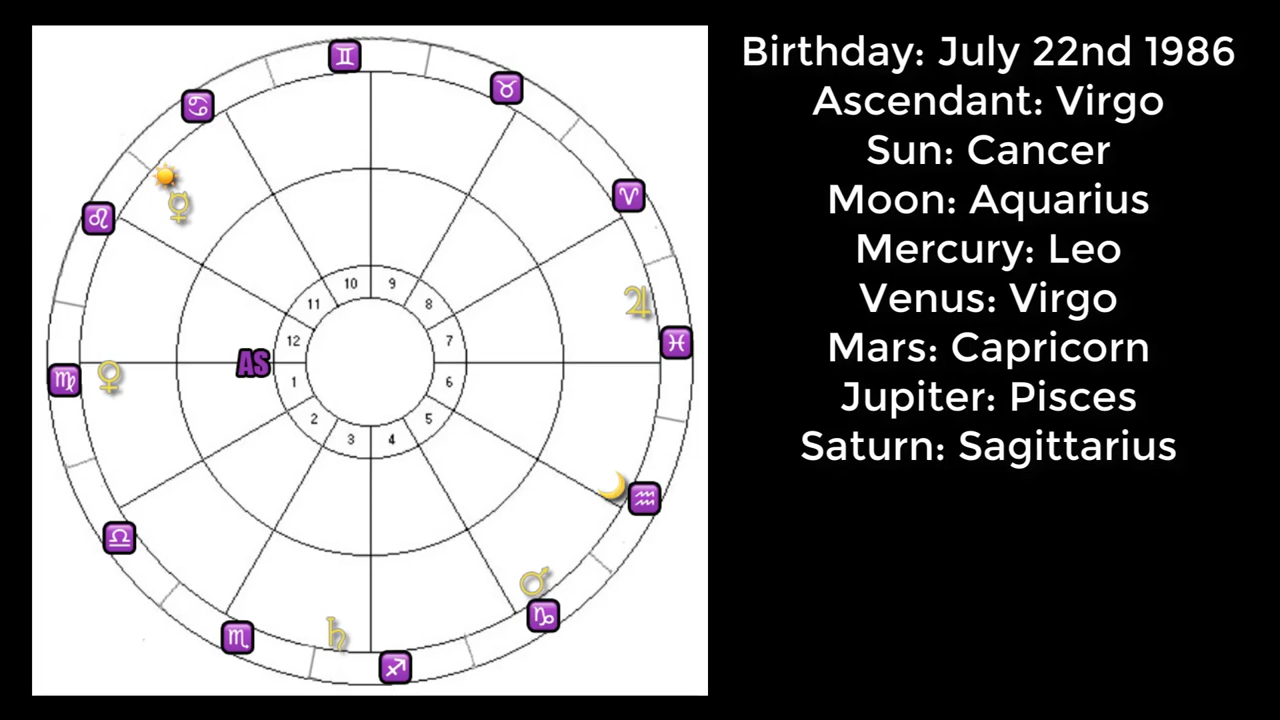 Birthday: July 22nd 1986
Ascendant: Virgo
Sun: Cancer
Moon: Aquarius
Mercury: Leo
Venus: Virgo
Mars: Capricorn
Jupiter: Pisces
Saturn: Sagittarius
♊
♋
♉
♌
♈
♍
♓
♎
♒
♏
♑
♐
☿
♃
♀
♂
♄
10
9
11
8
12
7
AS
1
6
2
5
3
4